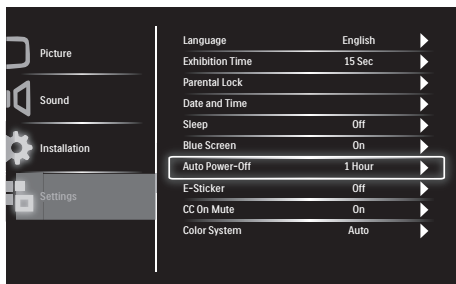 Picture
Sound
Installation
Settings
Language English
Exhibition Time 15 Sec
Parental Lock
Date and Time
Sleep Off
Blue Screen On
Auto Power-Off 1 Hour
E-Sticker Off
CC On Mute On
Color System Auto